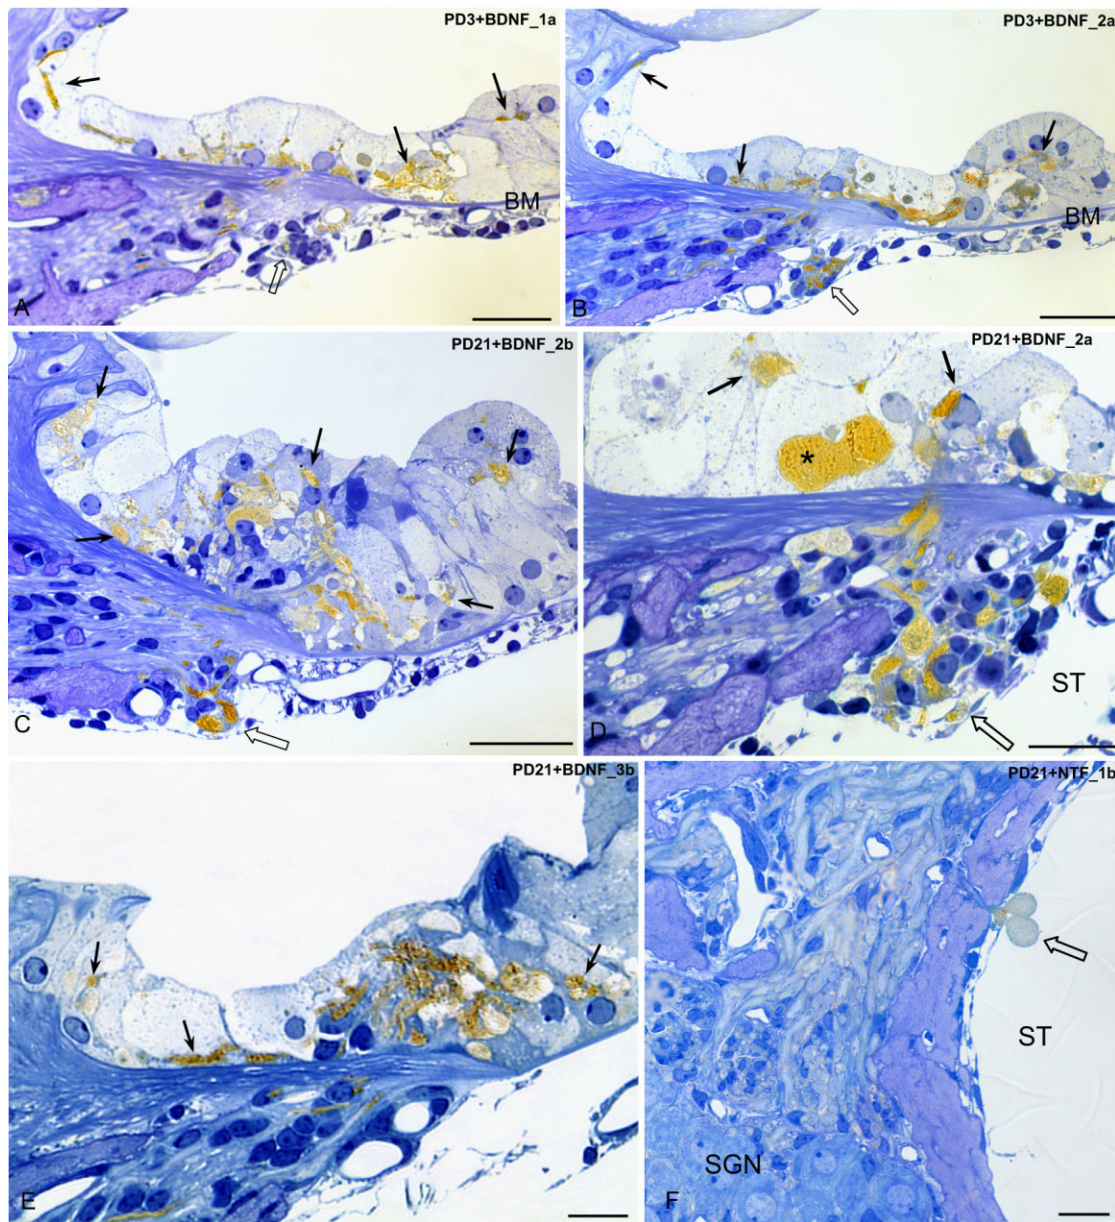 PD3+BDNF_1a
BM
A
PD3+BDNF_2a
BM
B
PD21+BDNF_2b
C
PD21+BDNF_2a
*
ST
D
PD21+BDNF_3b
E
PD21+NTF_1b
ST
SGN
F